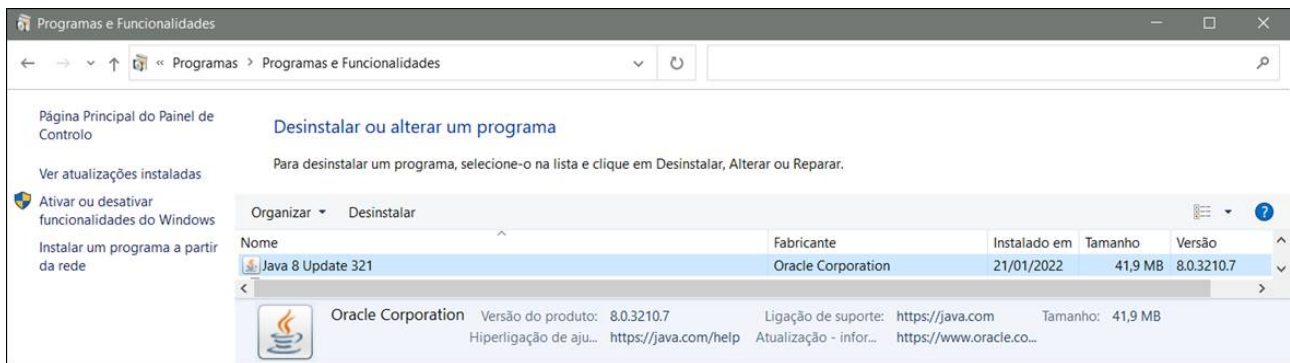 Programas e Funcionalidades
« Programas > Programas e Funcionalidades
Página Principal do Painel de
Controlo
Ver atualizações instaladas
Ativar ou desativar
funcionalidades do Windows
Instalar um programa a partir
da rede
Desinstalar ou alterar um programa
Para desinstalar um programa, selecione-o na lista e clique em Desinstalar, Alterar ou Reparar.
Organizar Desinstalar
Nome Fabricante Instalado em Tamanho Versão
Java 8 Update 321 Oracle Corporation 21/01/2022 41,9 MB 8.0.3210.7
Oracle Corporation Versão do produto: 8.0.3210.7 Ligação de suporte: https://java.com Tamanho: 41,9 MB
Hiperligação de aju... https://java.com/help Atualização - infor... https://www.oracle.co...